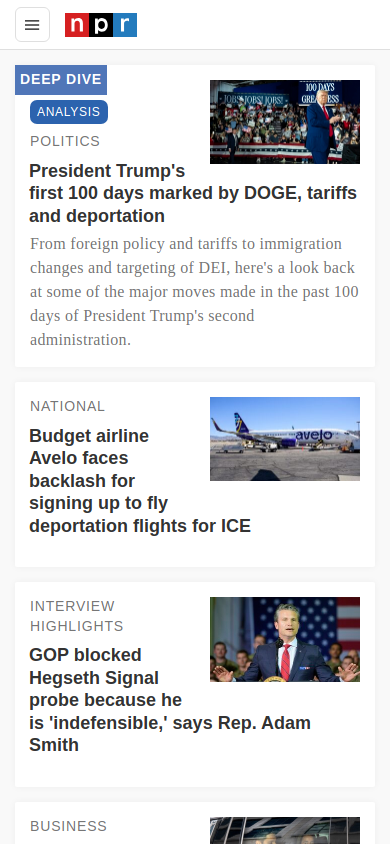 npr
DEEP DIVE
ANALYSIS
POLITICS
JOBS! JOBS! JOBS!
100 DAYS
GREATNESS
President Trump's
first 100 days marked by DOGE, tariffs
and deportation
From foreign policy and tariffs to immigration
changes and targeting of DEI, here's a look back
at some of the major moves made in the past 100
days of President Trump's second
administration.
NATIONAL
avelo
Budget airline
Avelo faces
backlash for
signing up to fly
deportation flights for ICE
INTERVIEW
HIGHLIGHTS
GOP blocked
Hegseth Signal
probe because he
is 'indefensible,' says Rep. Adam
Smith
BUSINESS